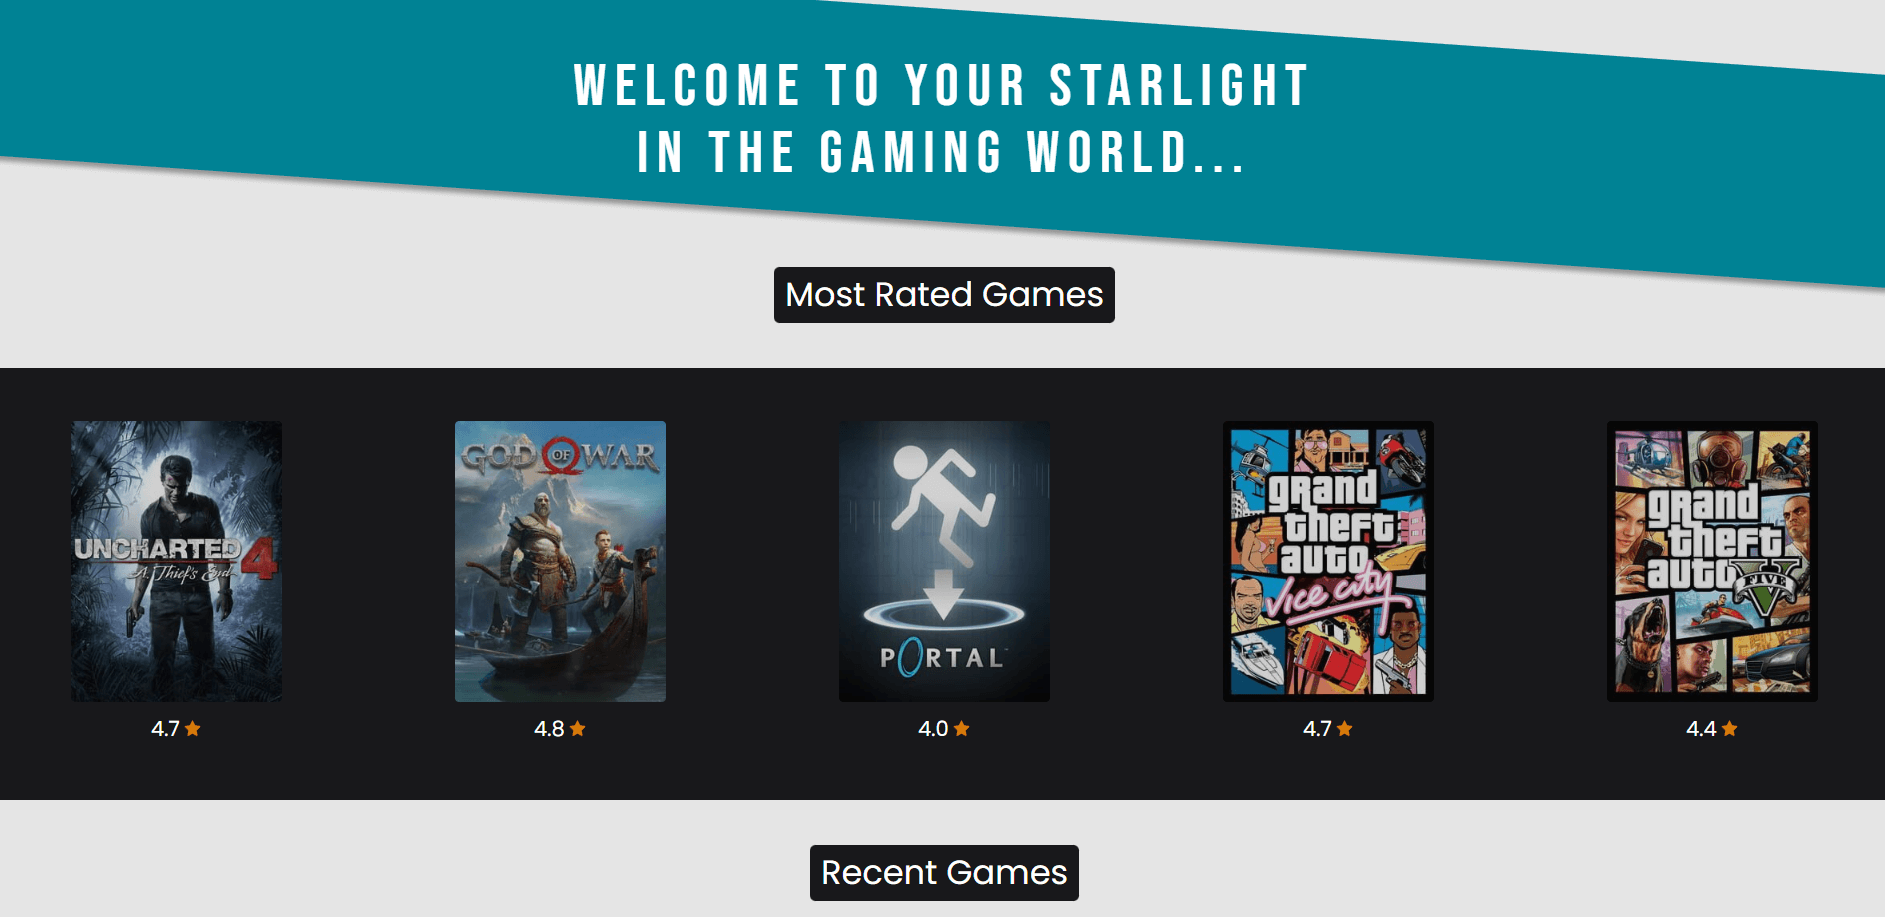 WELCOME TO YOUR STARLIGHT
IN THE GAMING WORLD...
Most Rated Games
UNCHARTED 4
A Thief's End
4.7
GOD OF WAR
4.8
PORTAL
4.0
grand
theft
auto
vice city
4.7
grand
theft
auto V
FIVE
4.4
Recent Games